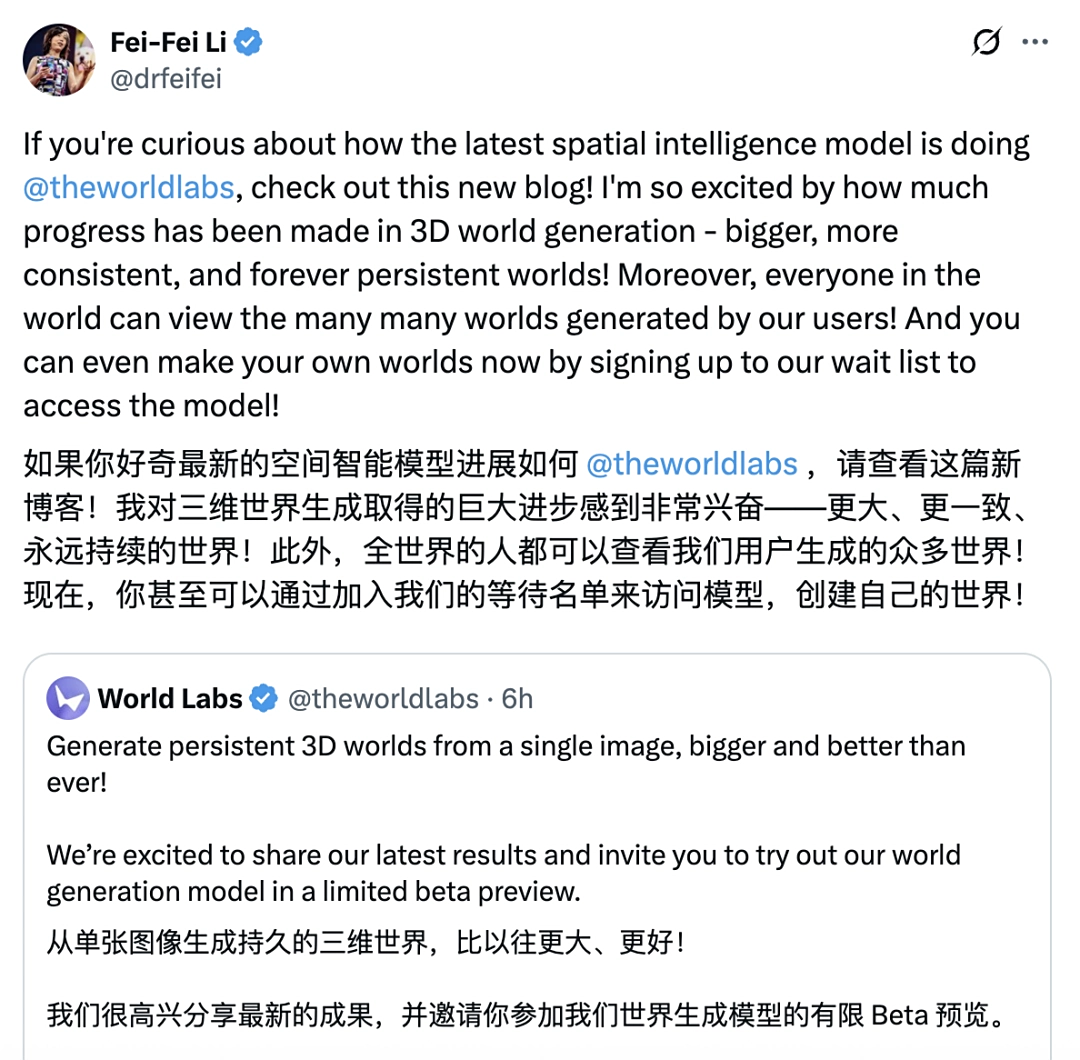 Fei-Fei Li
@drfeifei
If you're curious about how the latest spatial intelligence model is doing
@theworldlabs, check out this new blog! I'm so excited by how much
progress has been made in 3D world generation - bigger, more
consistent, and forever persistent worlds! Moreover, everyone in the
world can view the many many worlds generated by our users! And you
can even make your own worlds now by signing up to our wait list to
access the model!
如果你好奇最新的空间智能模型进展如何 @theworldlabs ，请查看这篇新
博客！我对三维世界生成取得的巨大进步感到非常兴奋——更大、更一致、
永远持续的世界！此外，全世界的人都可以查看我们用户生成的众多世界！
现在，你甚至可以通过加入我们的等待名单来访问模型，创建自己的世界！
World Labs @theworldlabs · 6h
Generate persistent 3D worlds from a single image, bigger and better than
ever!
We’re excited to share our latest results and invite you to try out our world
generation model in a limited beta preview.
从单张图像生成持久的三维世界，比以往更大、更好！
我们很高兴分享最新的成果，并邀请你参加我们世界生成模型的有限 Beta 预览。